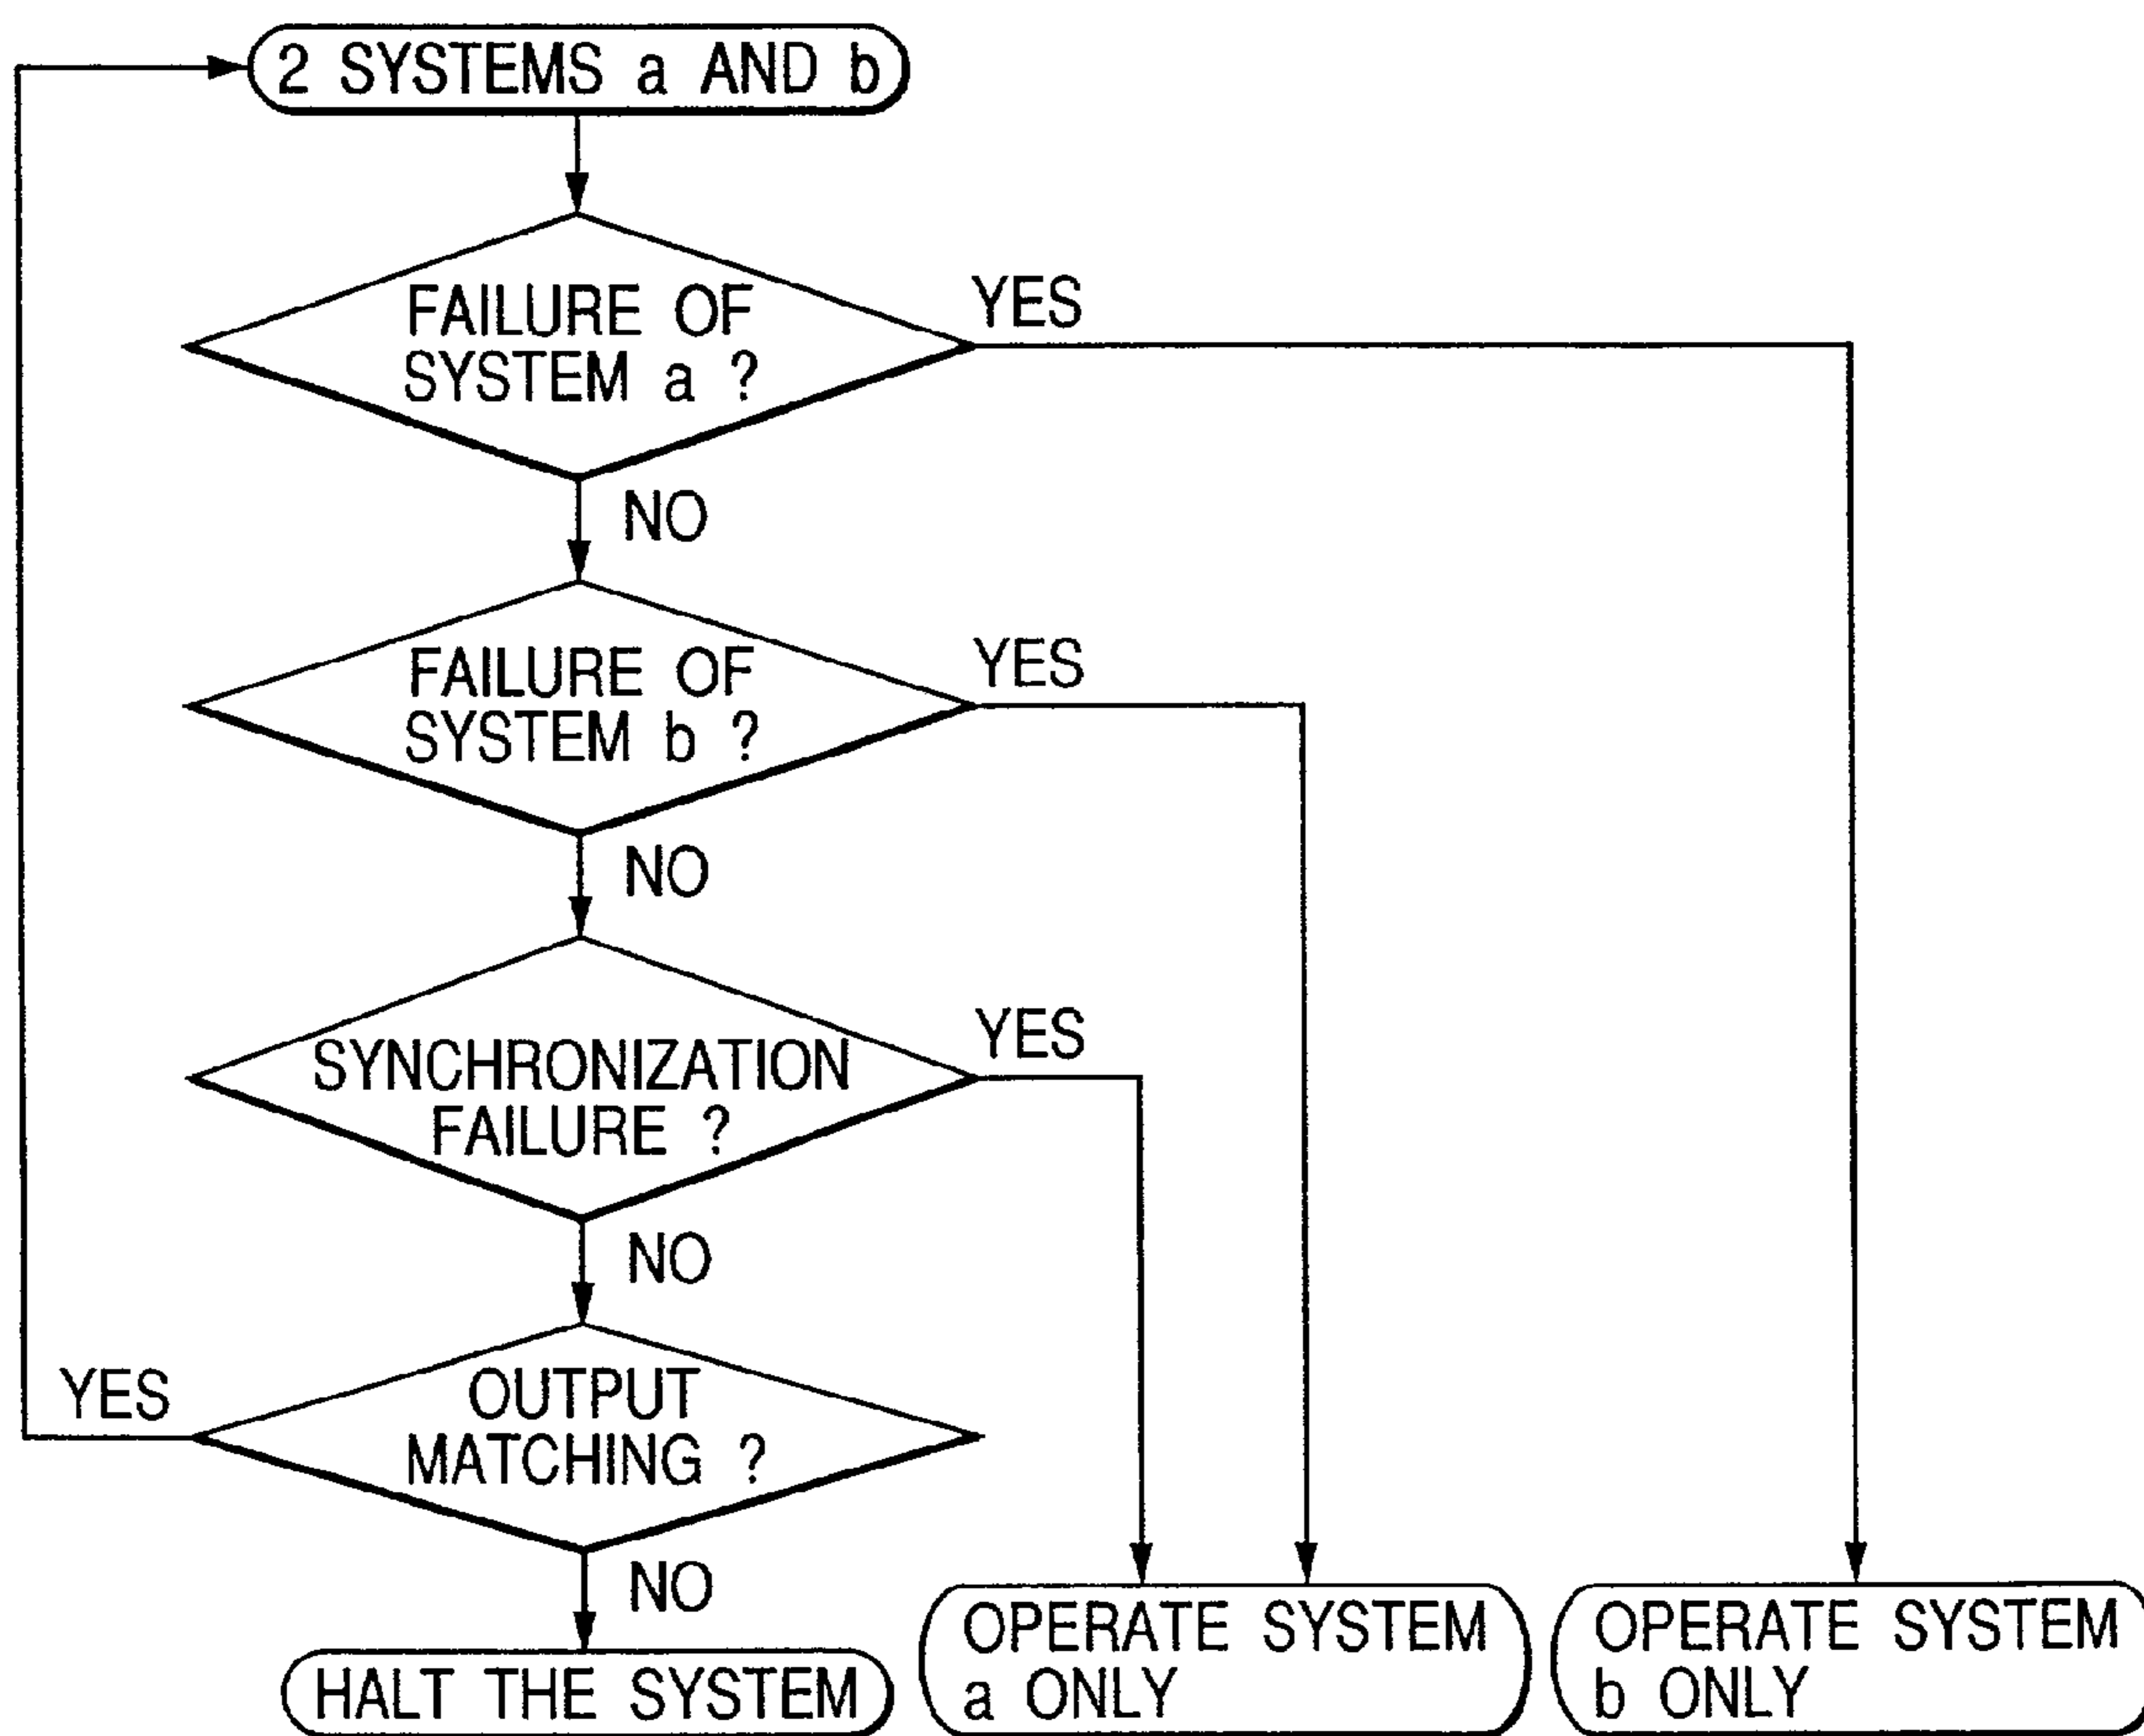 2 SYSTEMS a AND b
FAILURE OF
SYSTEM a ?
YES
NO
FAILURE OF
SYSTEM b ?
YES
NO
SYNCHRONIZATION
FAILURE ?
YES
NO
OUTPUT
MATCHING ?
YES
NO
HALT THE SYSTEM
OPERATE SYSTEM
a ONLY
OPERATE SYSTEM
b ONLY